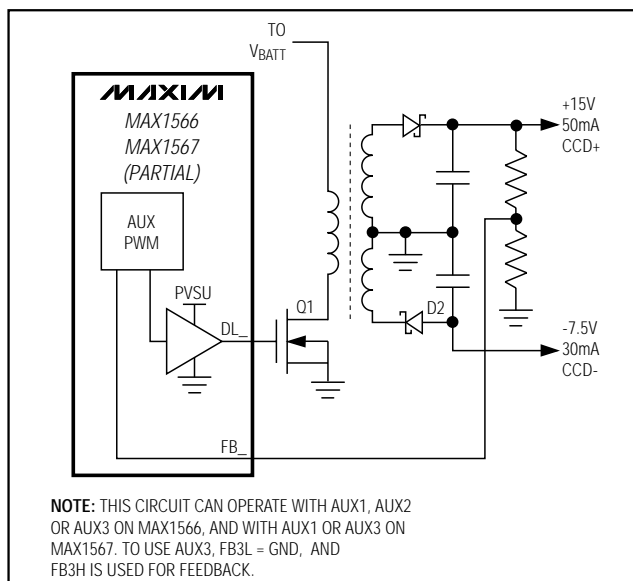 TO
VBATT
MAXIM
MAX1566
MAX1567
(PARTIAL)
AUX
PWM
PVSU
DL_
Q1
D2
FB_
+15V
50mA
CCD+
-7.5V
30mA
CCD-
NOTE: THIS CIRCUIT CAN OPERATE WITH AUX1, AUX2
OR AUX3 ON MAX1566, AND WITH AUX1 OR AUX3 ON
MAX1567. TO USE AUX3, FB3L = GND, AND
FB3H IS USED FOR FEEDBACK.